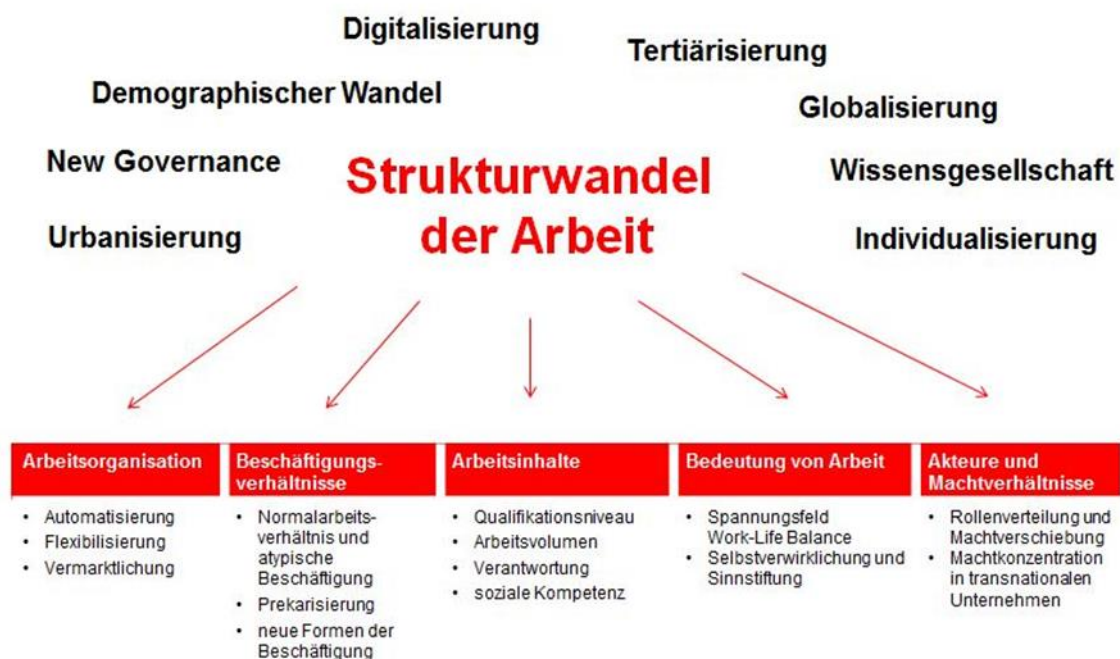 Digitalisierung
Tertiärisierung
Demographischer Wandel
Globalisierung
New Governance
Strukturwandel
der Arbeit
Wissensgesellschaft
Urbanisierung
Individualisierung
Arbeitsorganisation
• Automatisierung
• Flexibilisierung
• Vermarktlichung
Beschäftigungs-
verhältnisse
• Normalarbeits-
verhältnis und
atypische
Beschäftigung
• Prekarisierung
• neue Formen der
Beschäftigung
Arbeitsinhalte
• Qualifikationsniveau
• Arbeitsvolumen
• Verantwortung
• soziale Kompetenz
Bedeutung von Arbeit
• Spannungsfeld
Work-Life Balance
• Selbstverwirklichung und
Sinnstiftung
Akteure und
Machtverhältnisse
• Rollenverteilung und
Machtverschiebung
• Machtkonzentration
in transnationalen
Unternehmen